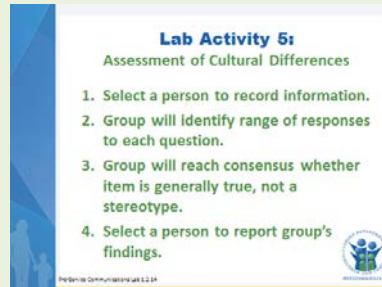 Lab Activity 5:
Assessment of Cultural Differences
1. Select a person to record information.
2. Group will identify range of responses
to each question.
3. Group will reach consensus whether
item is generally true, not a
stereotype.
4. Select a person to report group's
findings.